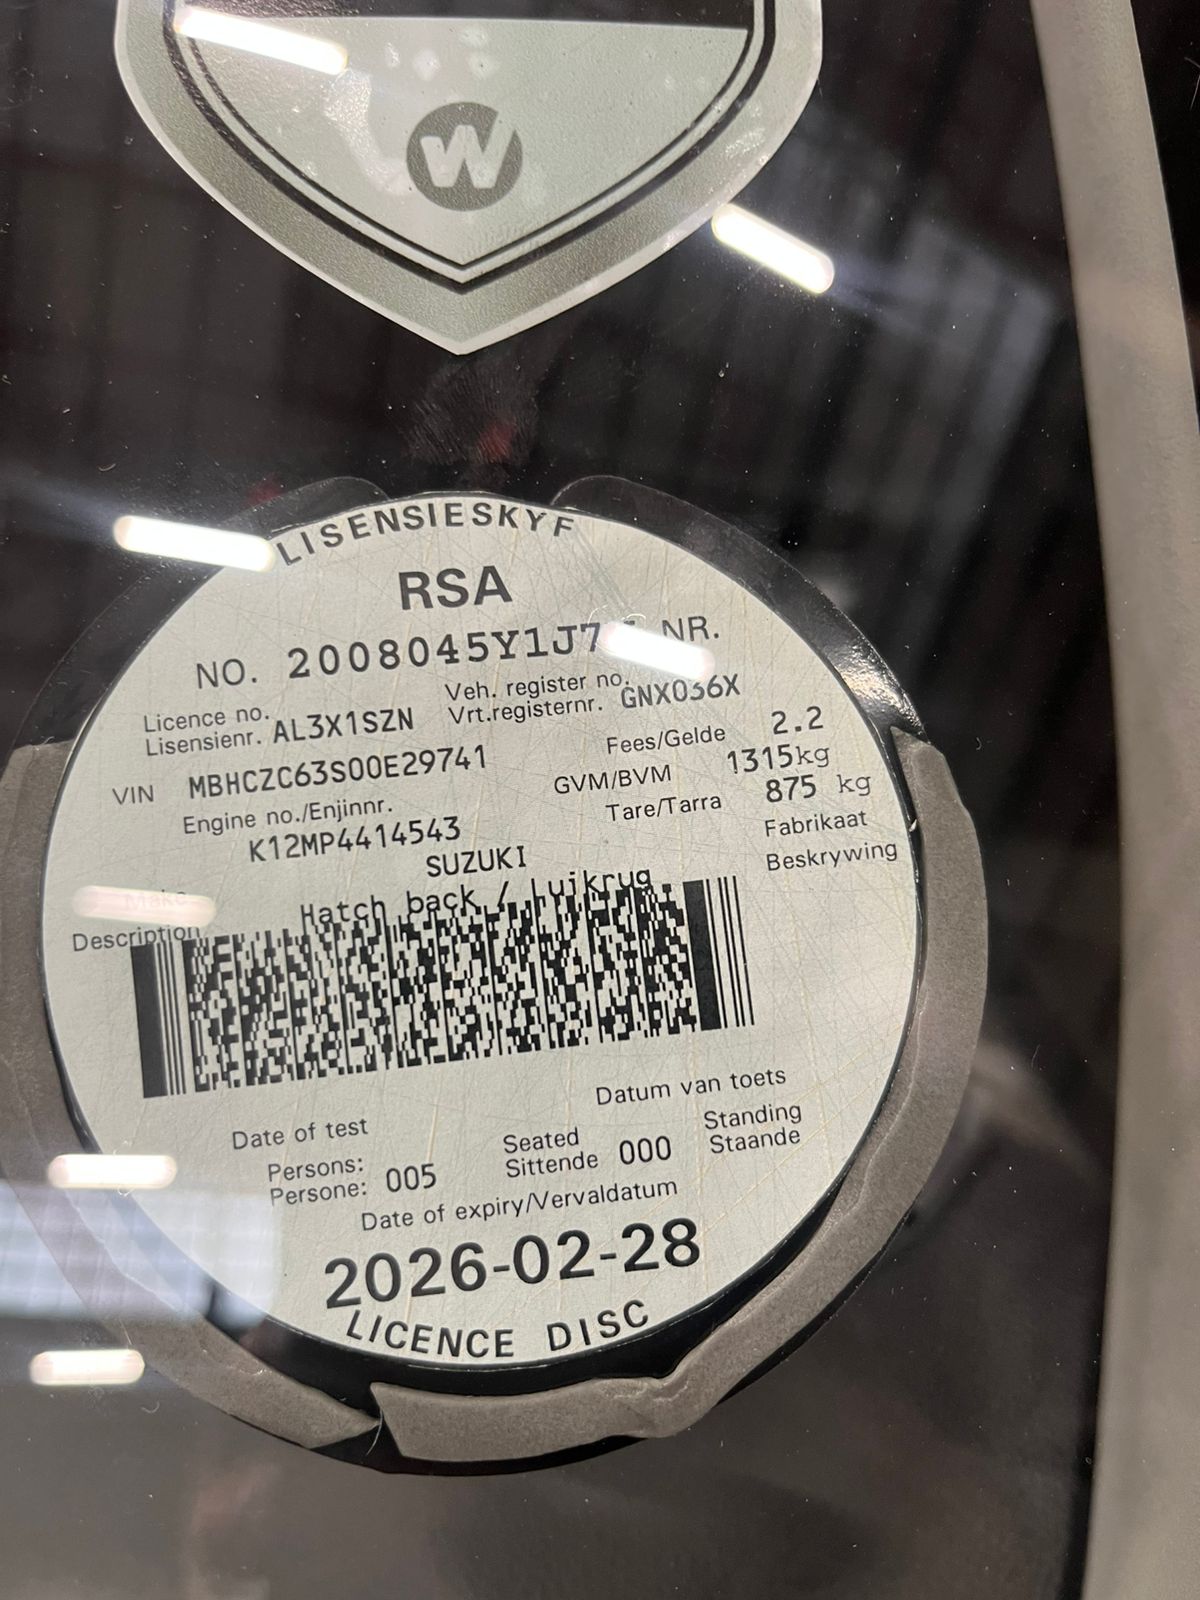 W
LISENSIESKYF
RSA
NO. 2008045Y1J7 NR.
Licence no. Veh. register no.
Lisensienr. AL3X1SZN Vrt.registernr. GNX036X
VIN MBHCZC63S00E29741 Fees/Gelde 2.2
Engine no./Enjinnr. GVM/BVM 1315kg
K12MP4414543 Tare/Tarra 875 kg
Make SUZUKI Fabrikaat
Description Hatch back / Luikrug Beskrywing
Datum van toets
Date of test
Persons: Seated Standing
Persone: 005 Sittende 000 Staande
Date of expiry/Vervaldatum
2026-02-28
LICENCE DISC